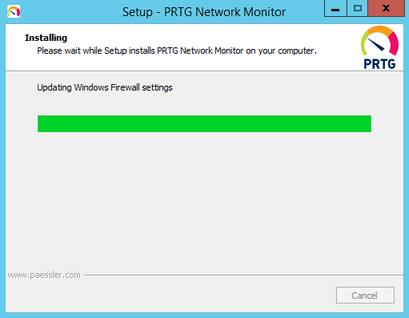 Setup - PRTG Network Monitor
Installing
Please wait while Setup installs PRTG Network Monitor on your computer.
PRTG
Updating Windows Firewall settings
www.paessler.com
Cancel